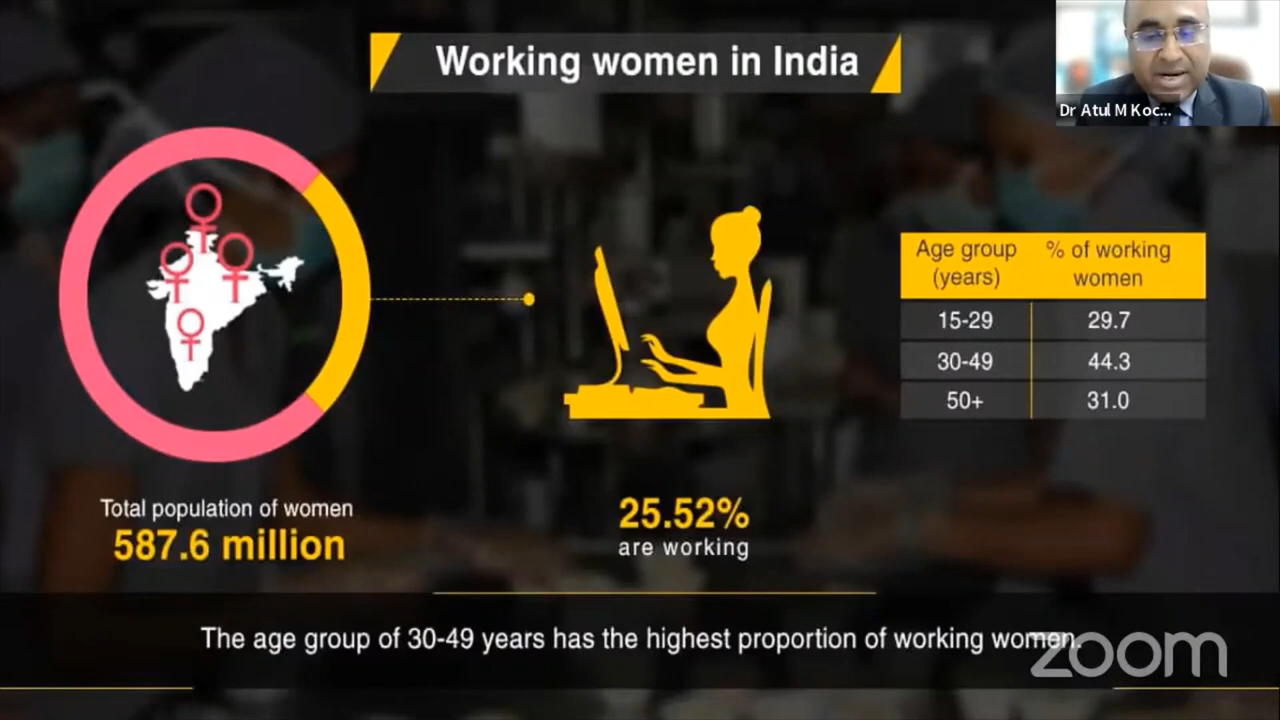 Working women in India
Dr Atul M Koc...
Age group
(years)
% of working
women
15-29
29.7
30-49
44.3
50+
31.0
Total population of women
587.6 million
25.52%
are working
The age group of 30-49 years has the highest proportion of working women.
zoom